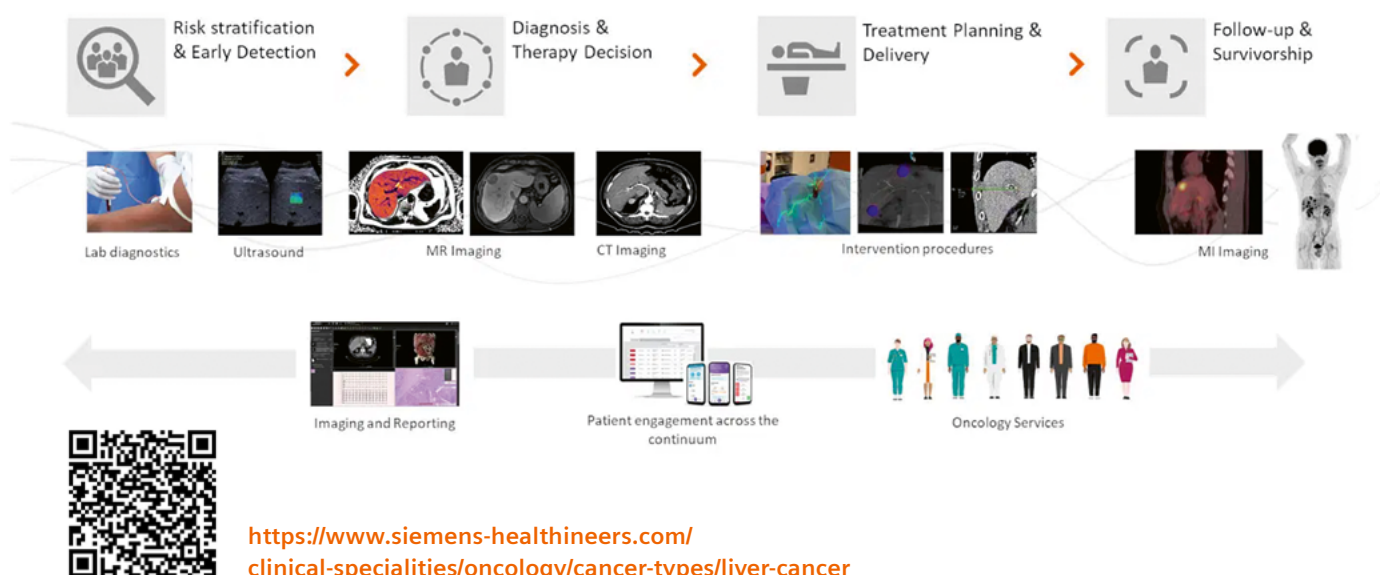 Risk stratification
& Early Detection
Diagnosis &
Therapy Decision
Treatment Planning &
Delivery
Follow-up &
Survivorship
Lab diagnostics
Ultrasound
MR Imaging
CT Imaging
Intervention procedures
MI Imaging
Imaging and Reporting
Patient engagement across the
continuum
Oncology Services
https://www.siemens-healthineers.com/
clinical-specialities/oncology/cancer-types/liver-cancer